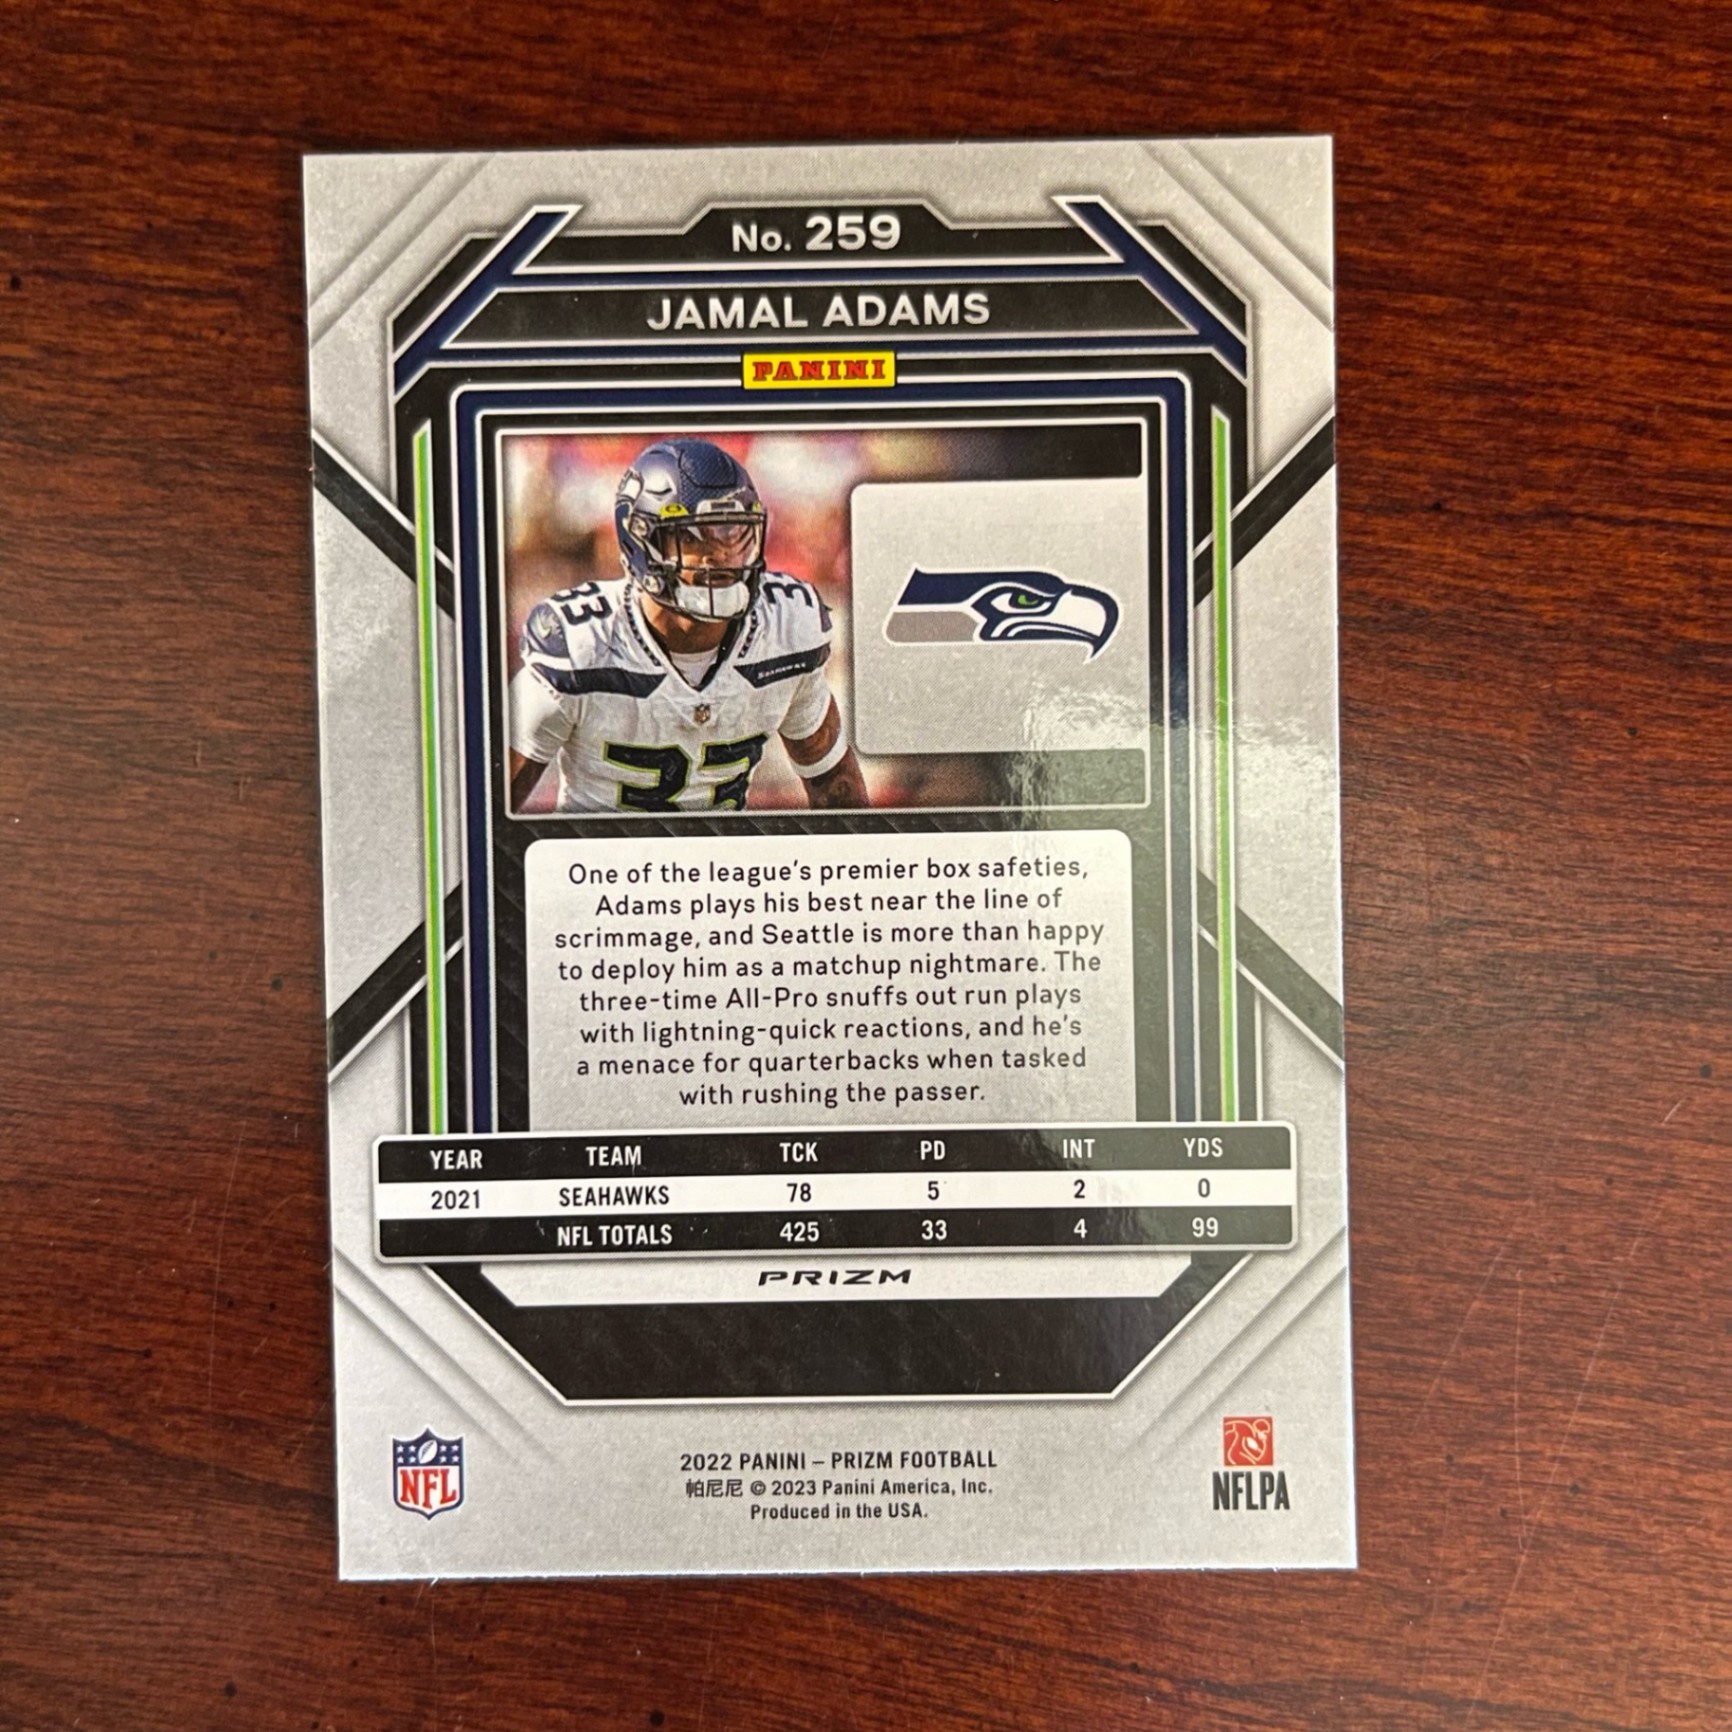 No. 259
JAMAL ADAMS
PANINI
33
3
SEAHAWKS
33
One of the league's premier box safeties,
Adams plays his best near the line of
scrimmage, and Seattle is more than happy
to deploy him as a matchup nightmare. The
three-time All-Pro snuffs out run plays
with lightning-quick reactions, and he's
a menace for quarterbacks when tasked
with rushing the passer.
YEAR TEAM TCK PD INT YDS
2021 SEAHAWKS 78 5 2 0
NFL TOTALS 425 33 4 99
PRIZM
2022 PANINI – PRIZM FOOTBALL
帕尼尼 © 2023 Panini America, Inc.
Produced in the USA.
NFL
NFLPA